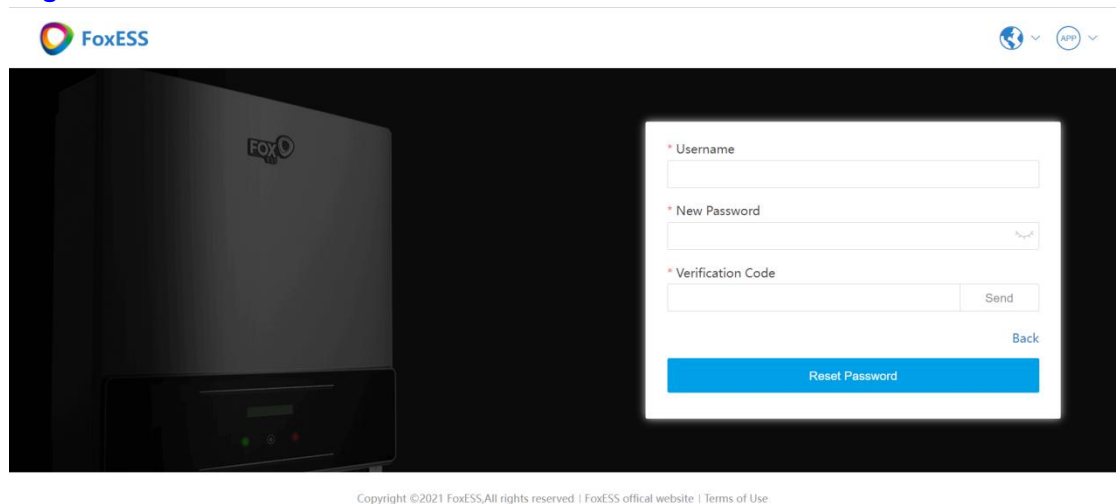 FoxESS
APP
FOX
* Username
* New Password
* Verification Code
Send
Back
Reset Password
Copyright ©2021 FoxESS,All rights reserved | FoxESS offical website | Terms of Use